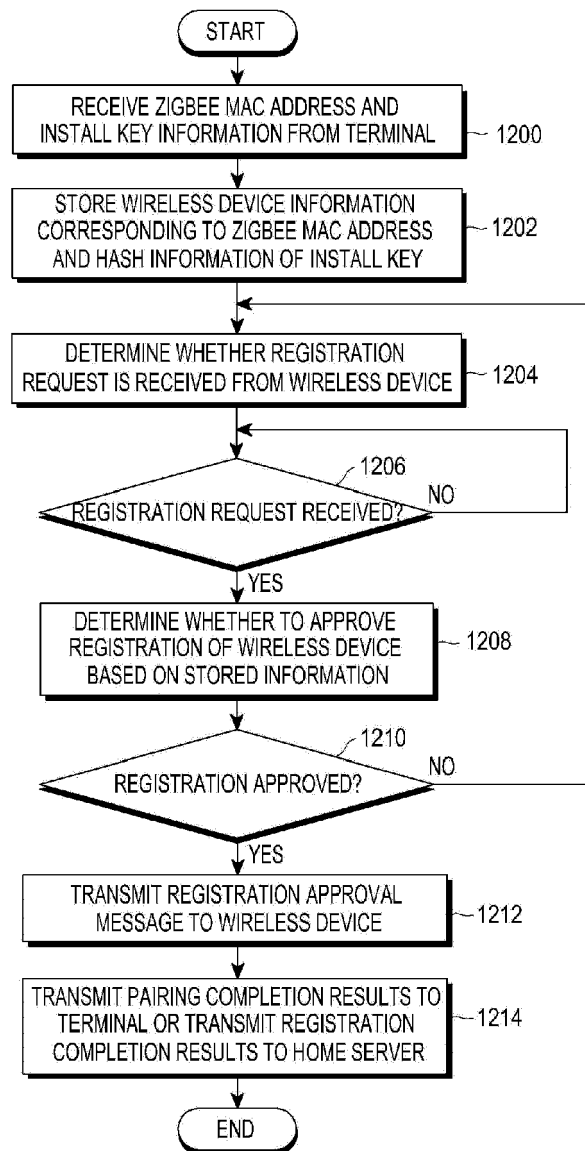 START
RECEIVE ZIGBEE MAC ADDRESS AND
INSTALL KEY INFORMATION FROM TERMINAL
1200
STORE WIRELESS DEVICE INFORMATION
CORRESPONDING TO ZIGBEE MAC ADDRESS
AND HASH INFORMATION OF INSTALL KEY
1202
DETERMINE WHETHER REGISTRATION
REQUEST IS RECEIVED FROM WIRELESS DEVICE
1204
1206
REGISTRATION REQUEST RECEIVED?
NO
YES
DETERMINE WHETHER TO APPROVE
REGISTRATION OF WIRELESS DEVICE
BASED ON STORED INFORMATION
1208
1210
REGISTRATION APPROVED?
NO
YES
TRANSMIT REGISTRATION APPROVAL
MESSAGE TO WIRELESS DEVICE
1212
TRANSMIT PAIRING COMPLETION RESULTS TO
TERMINAL OR TRANSMIT REGISTRATION
COMPLETION RESULTS TO HOME SERVER
1214
END